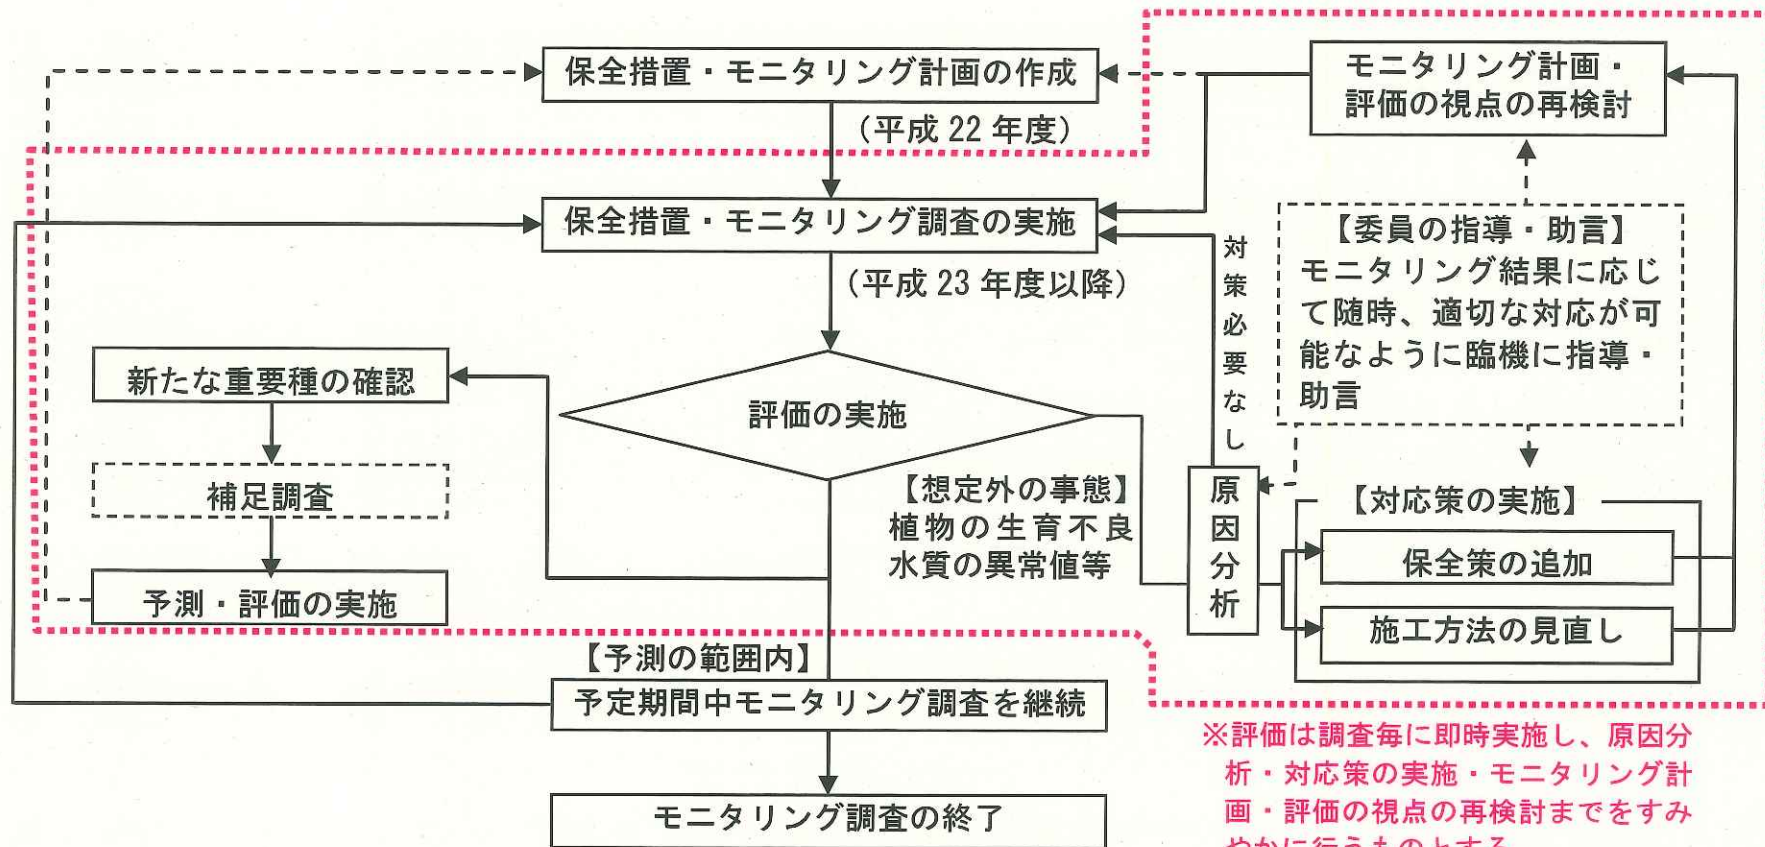 保全措置・モニタリング計画の作成
（平成 22 年度）
モニタリング計画・
評価の視点の再検討
保全措置・モニタリング調査の実施
（平成 23 年度以降）
対策必要なし
【委員の指導・助言】
モニタリング結果に応じ
て随時、適切な対応が可
能なように臨機に指導・
助言
新たな重要種の確認
評価の実施
補足調査
【想定外の事態】
植物の生育不良
水質の異常値等
原因分析
【対応策の実施】
保全策の追加
施工方法の見直し
予測・評価の実施
【予測の範囲内】
予定期間中モニタリング調査を継続
モニタリング調査の終了
※評価は調査毎に即時実施し、原因分
析・対応策の実施・モニタリング計
画・評価の視点の再検討までをすみ
やかに行うものとする